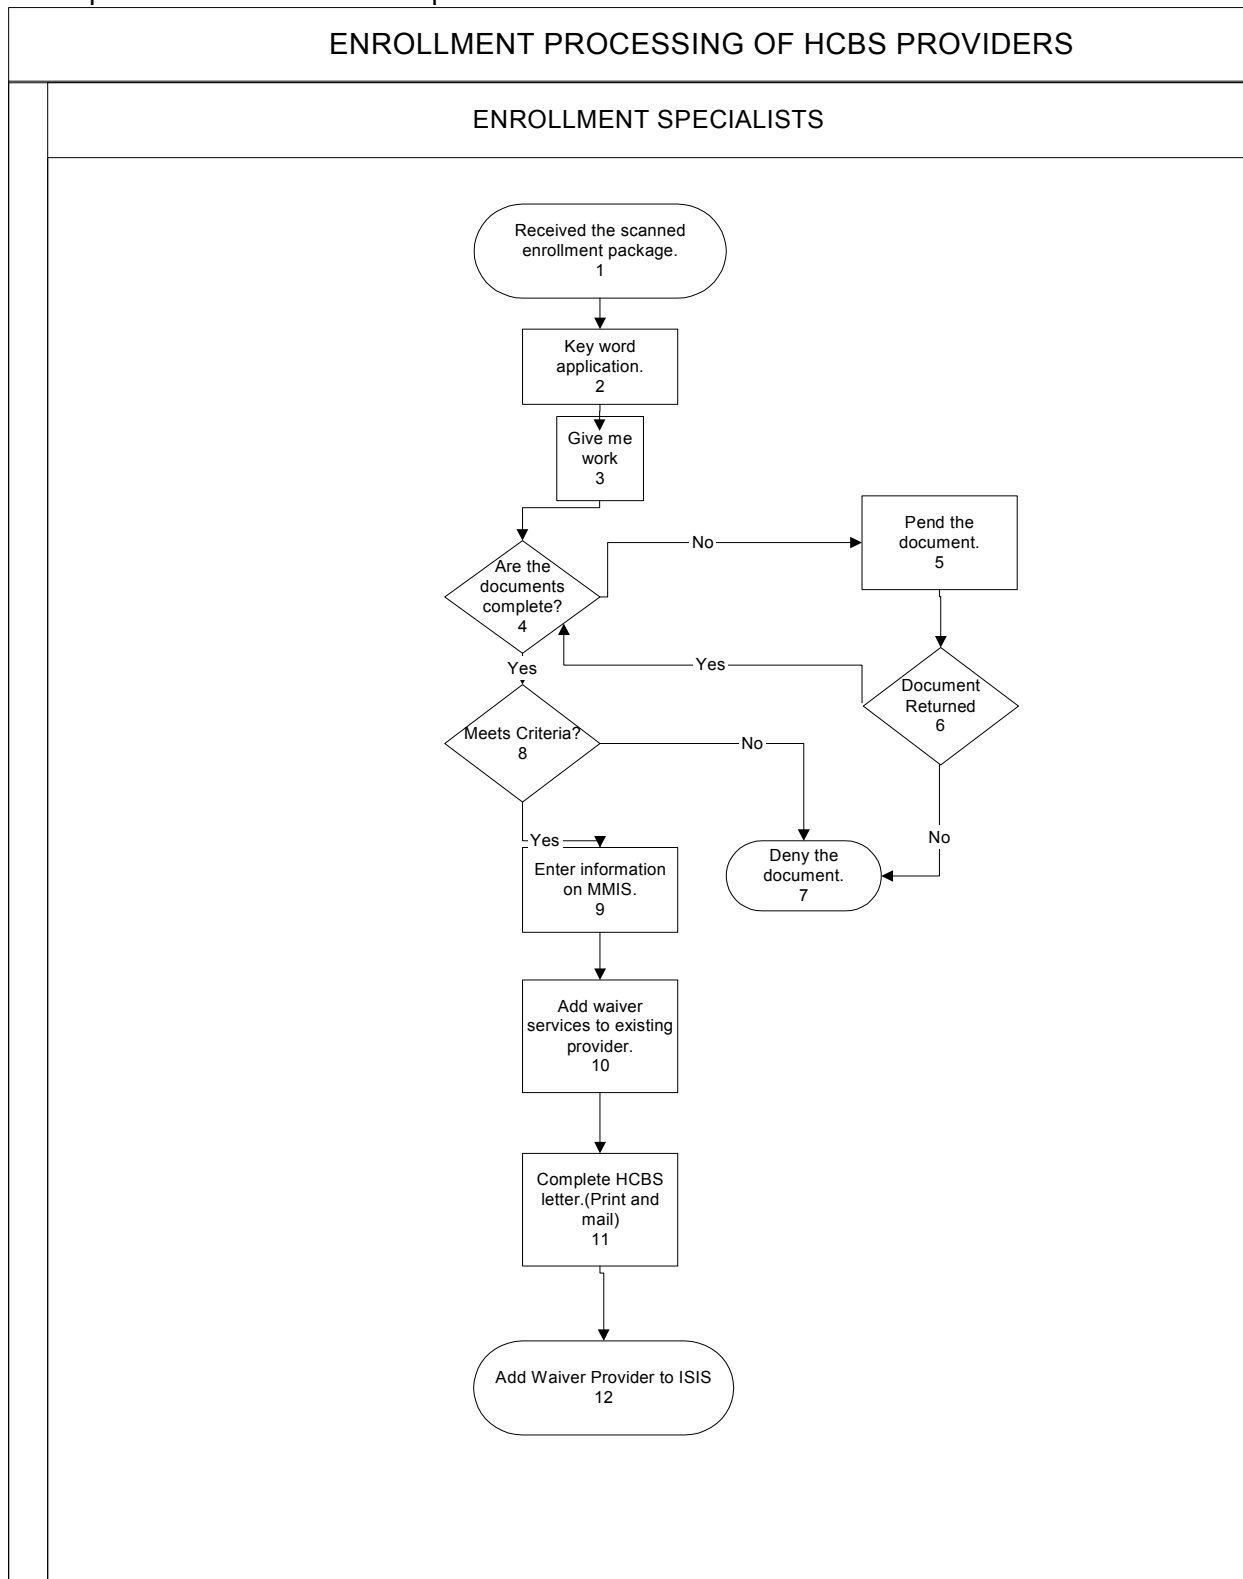 ENROLLMENT PROCESSING OF HCBS PROVIDERS
ENROLLMENT SPECIALISTS
Received the scanned
enrollment package.
1
Key word
application.
2
Give me
work
3
Are the
documents
complete?
4
No
Pend the
document.
5
Yes
Document
Returned
6
Yes
Meets Criteria?
8
No
No
Deny the
document.
7
Yes
Enter information
on MMIS.
9
Add waiver
services to existing
provider.
10
Complete HCBS
letter.(Print and
mail)
11
Add Waiver Provider to ISIS
12